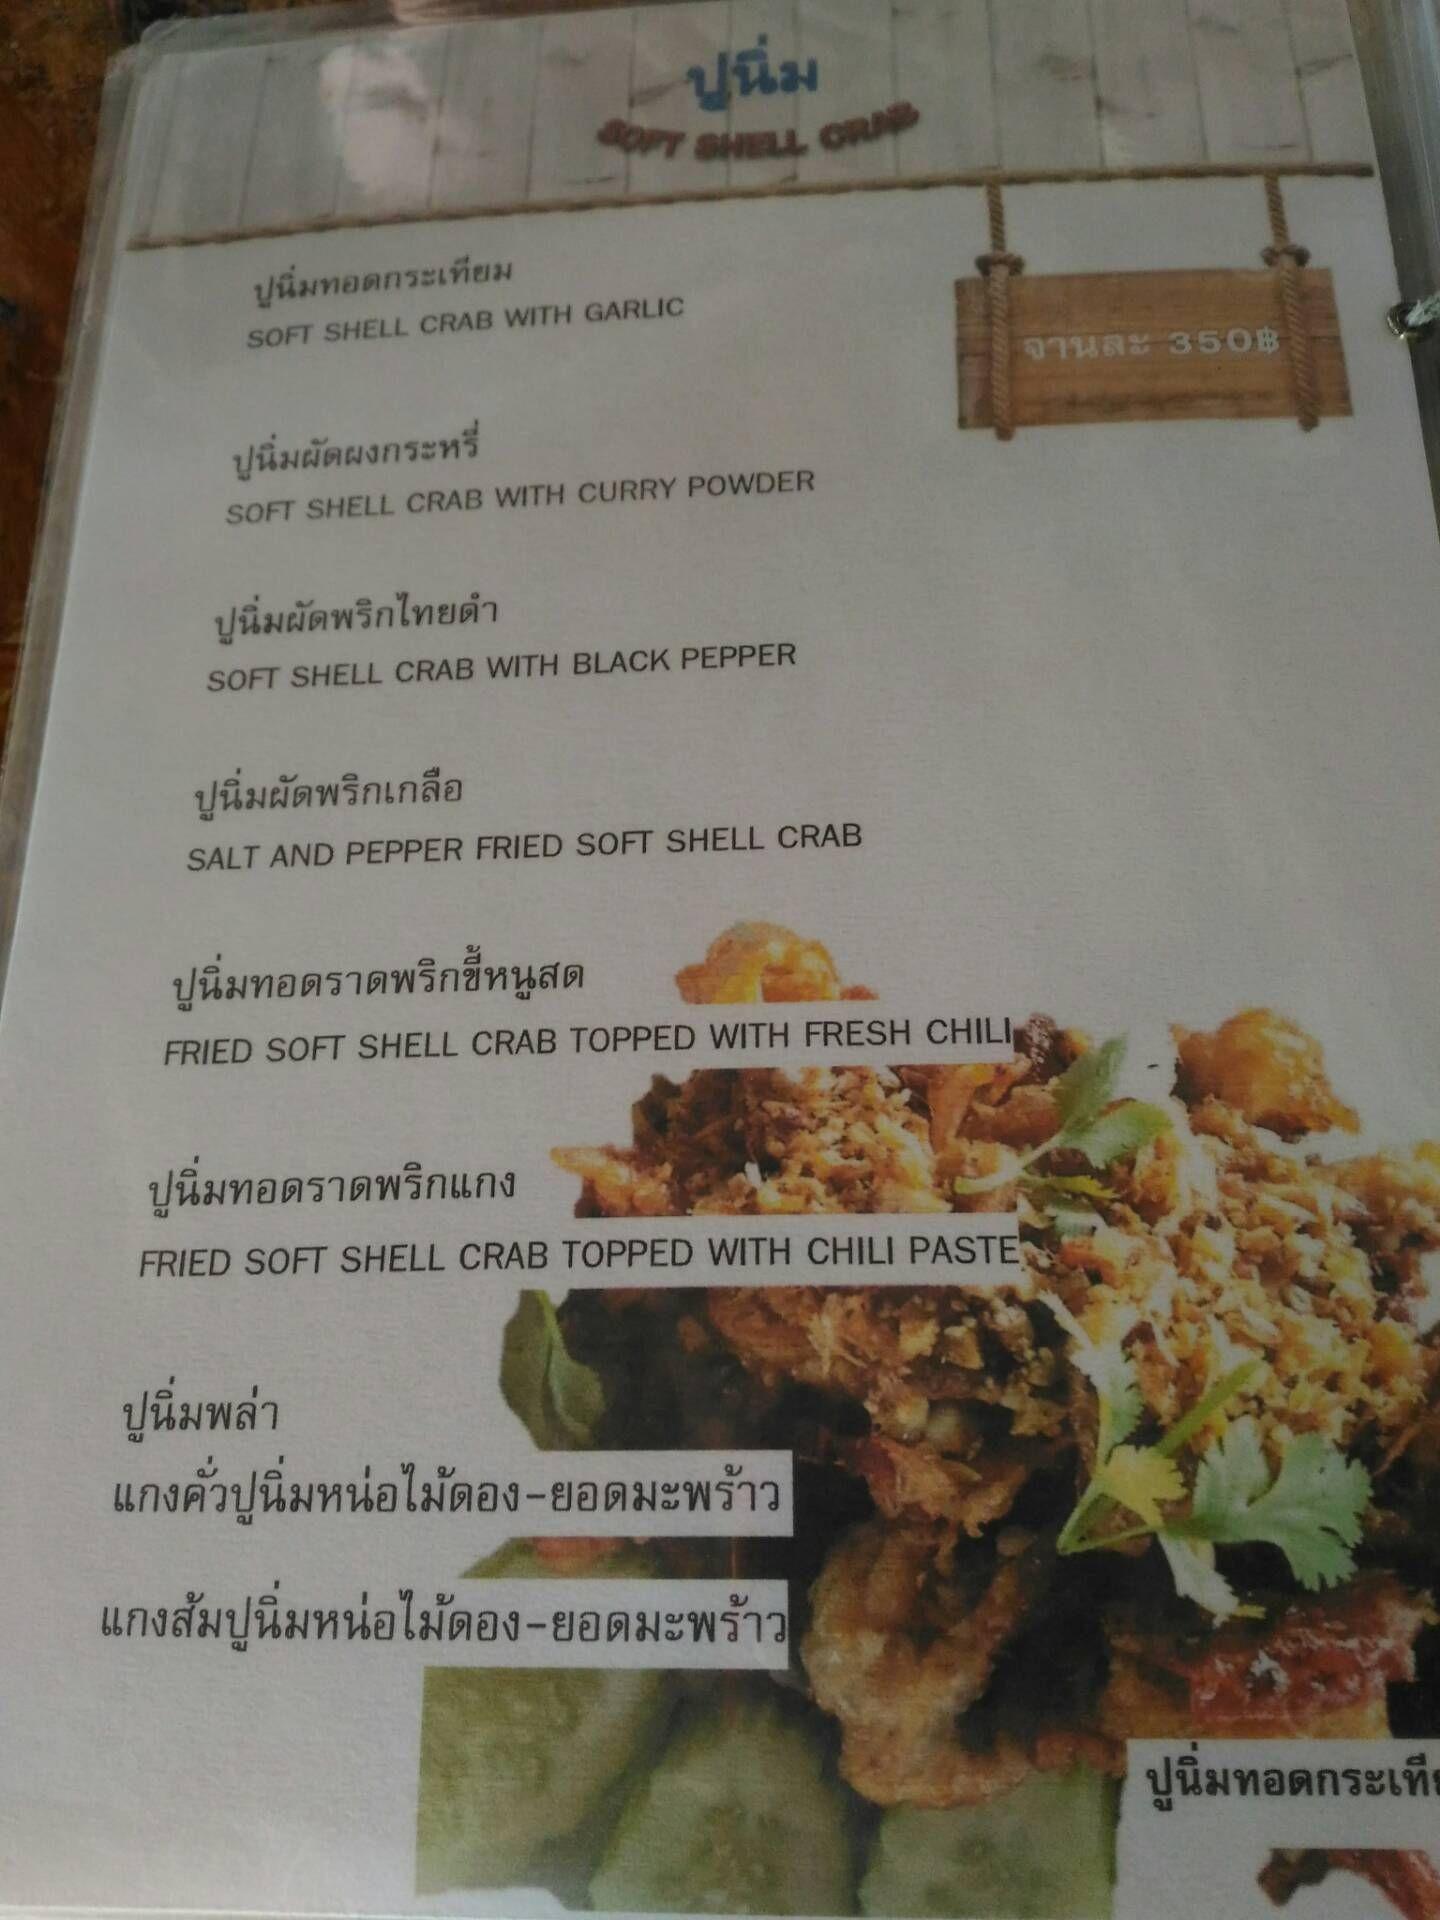 ปูนิ่ม
SOFT SHELL CRAB
จานละ 350฿
ปูนิ่มทอดกระเทียม
SOFT SHELL CRAB WITH GARLIC
ปูนิ่มผัดผงกระหรี่
SOFT SHELL CRAB WITH CURRY POWDER
ปูนิ่มผัดพริกไทยดำ
SOFT SHELL CRAB WITH BLACK PEPPER
ปูนิ่มผัดพริกเกลือ
SALT AND PEPPER FRIED SOFT SHELL CRAB
ปูนิ่มทอดราดพริกขี้หนูสด
FRIED SOFT SHELL CRAB TOPPED WITH FRESH CHILI
ปูนิ่มทอดราดพริกแกง
FRIED SOFT SHELL CRAB TOPPED WITH CHILI PASTE
ปูนิ่มพล่า
แกงคั่วปูนิ่มหน่อไม้ดอง-ยอดมะพร้าว
แกงส้มปูนิ่มหน่อไม้ดอง-ยอดมะพร้าว
ปูนิ่มทอดกระเที